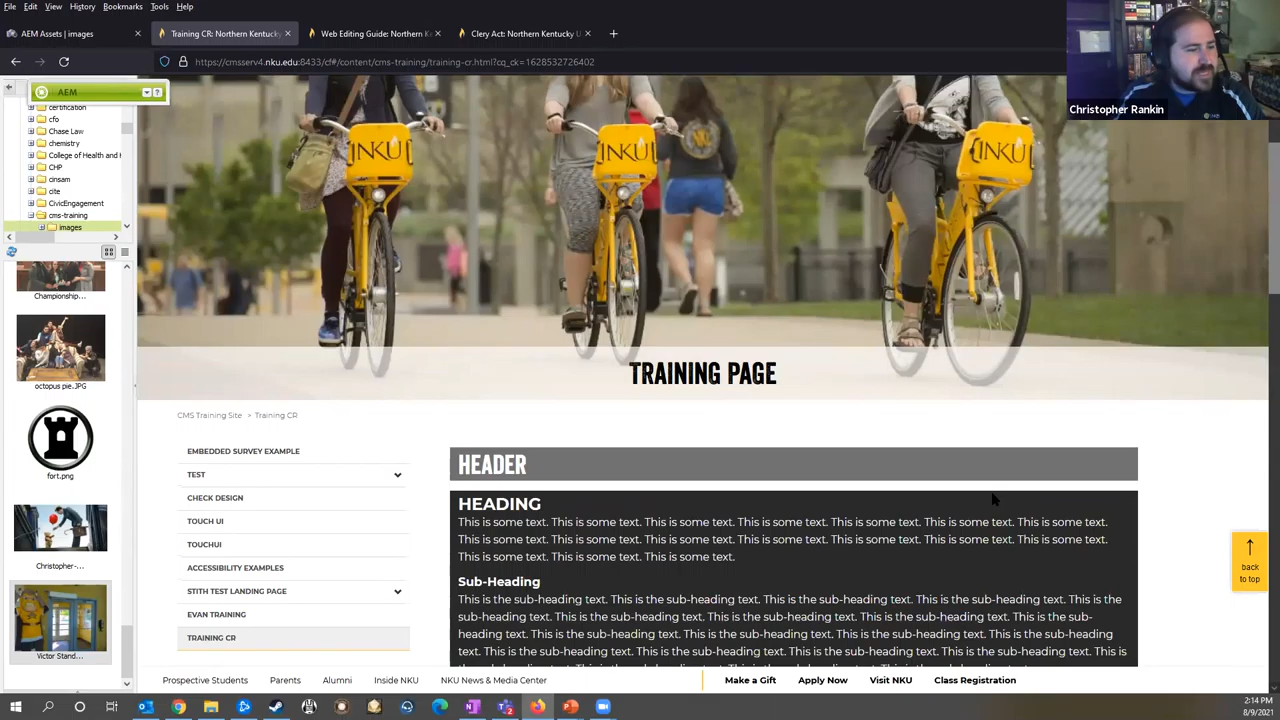 File Edit View History Bookmarks Tools Help
AEM Assets | images
Training CR: Northern Kentucky
Web Editing Guide: Northern K
Clery Act: Northern Kentucky U
https://cmsserv4.nku.edu:8433/cf#/content/cms-training/training-cr.html?cq_ck=1628532726402
Christopher Rankin
AEM
certification
cfo
Chase Law
chemistry
College of Health and H
CHP
cinsam
cite
CivicEngagement
cms-training
images
Championship...
octopus pie.JPG
fort.png
Christopher-...
Victor Stand...
NKU
NKU
NKU
TRAINING PAGE
CMS Training Site > Training CR
EMBEDDED SURVEY EXAMPLE
TEST
CHECK DESIGN
TOUCH UI
TOUCHUI
ACCESSIBILITY EXAMPLES
STITH TEST LANDING PAGE
EVAN TRAINING
TRAINING CR
HEADER
HEADING
This is some text. This is some text. This is some text. This is some text. This is some text. This is some text. This is some text.
This is some text. This is some text. This is some text. This is some text. This is some text. This is some text. This is some text.
This is some text. This is some text. This is some text.
Sub-Heading
This is the sub-heading text. This is the sub-heading text. This is the sub-heading text. This is the sub-heading text. This is the
sub-heading text. This is the sub-heading text. This is the sub-heading text. This is the sub-heading text. This is the sub-
heading text. This is the sub-heading text. This is the sub-heading text. This is the sub-heading text. This is the sub-heading
text. This is the sub-heading text. This is the sub-heading text. This is the sub-heading text. This is the sub-heading text. This is
back
to top
Prospective Students Parents Alumni Inside NKU NKU News & Media Center
Make a Gift Apply Now Visit NKU Class Registration
2:14 PM
8/9/2021